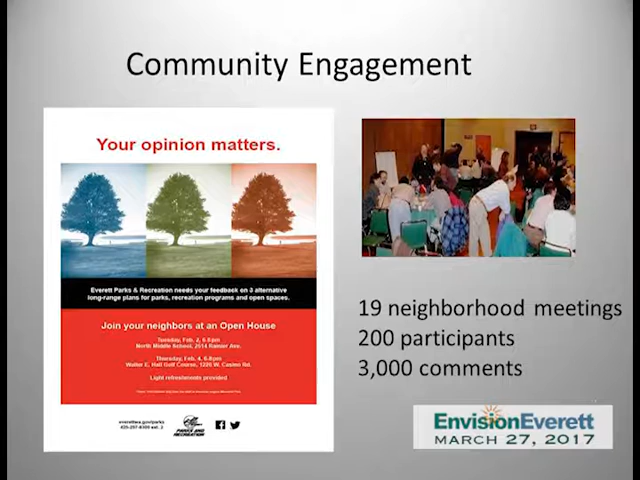 Community Engagement
Your opinion matters.
Everett Parks & Recreation needs your feedback on 3 alternative
long-range plans for parks, recreation programs and open spaces.
Join your neighbors at an Open House
Tuesday, Feb. 2, 6-8pm
North Middle School, 2514 Rainier Ave.
Thursday, Feb. 4, 6-8pm
Walter E. Hall Golf Course, 1226 W. Casino Rd.
Light refreshments provided
everettwa.gov/parks
PARKS AND
RECREATION
19 neighborhood meetings
200 participants
3,000 comments
EnvisionEverett
MARCH 27, 2017